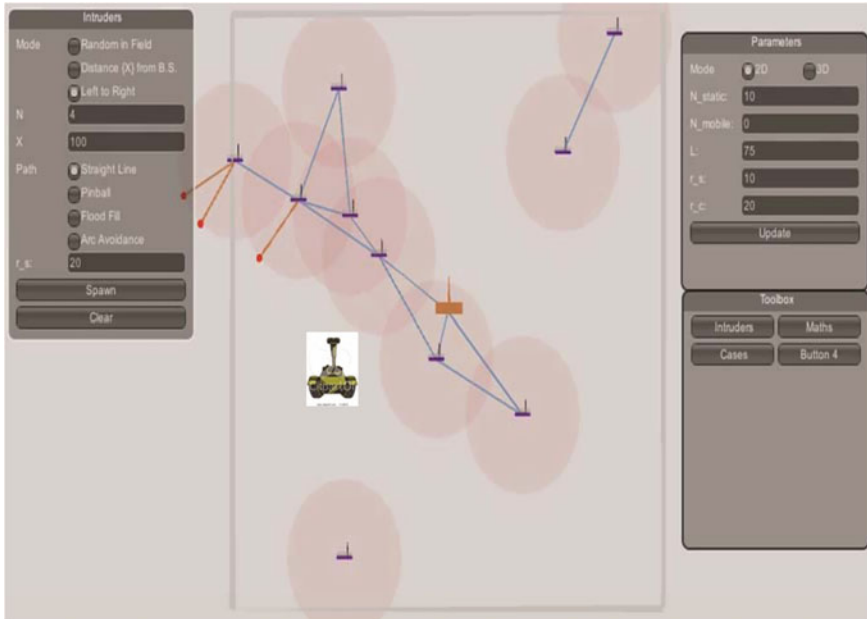 Intruders
Mode
Random in Field
Distance {X} from B.S.
Left to Right
N
4
X
100
Path
Straight Line
Pinball
Flood Fill
Arc Avoidance
r_s:
20
Spawn
Clear
Parameters
Mode
2D
3D
N_static:
10
N_mobile:
0
L:
75
r_s:
10
r_c:
20
Update
Toolbox
Intruders
Maths
Cases
Button 4